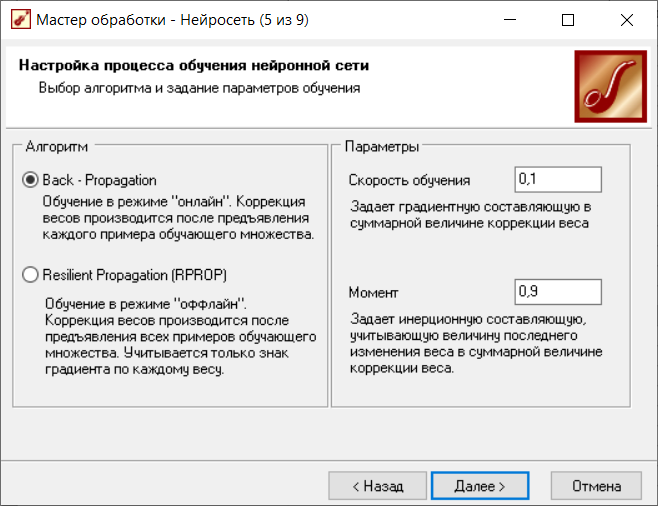 Мастер обработки - Нейросеть (5 из 9)
Настройка процесса обучения нейронной сети
Выбор алгоритма и задание параметров обучения
Алгоритм
Back - Propagation
Обучение в режиме "онлайн". Коррекция
весов производится после предъявления
каждого примера обучающего множества.
Resilient Propagation (RPROP)
Обучение в режиме "оффлайн".
Коррекция весов производится после
предъявления всех примеров обучающего
множества. Учитывается только знак
градиента по каждому весу.
Параметры
Скорость обучения 0,1
Задает градиентную составляющую в
суммарной величине коррекции веса
Момент 0,9
Задает инерционную составляющую,
учитывающую величину последнего
изменения веса в суммарной величине
коррекции веса.
< Назад Далее > Отмена